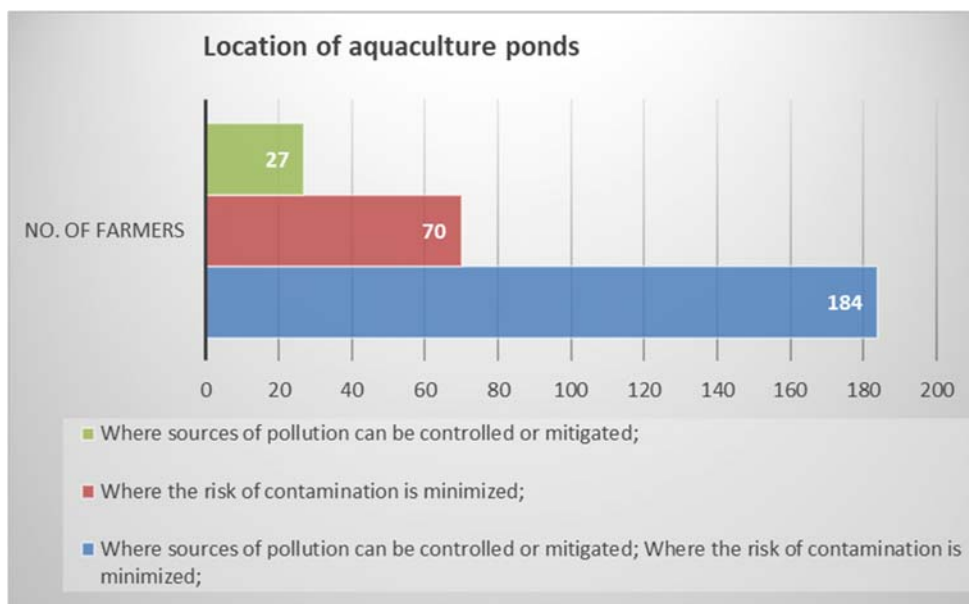 Location of aquaculture ponds
27
NO. OF FARMERS
70
184
0 20 40 60 80 100 120 140 160 180 200
Where sources of pollution can be controlled or mitigated;
Where the risk of contamination is minimized;
Where sources of pollution can be controlled or mitigated; Where the risk of contamination is
minimized;